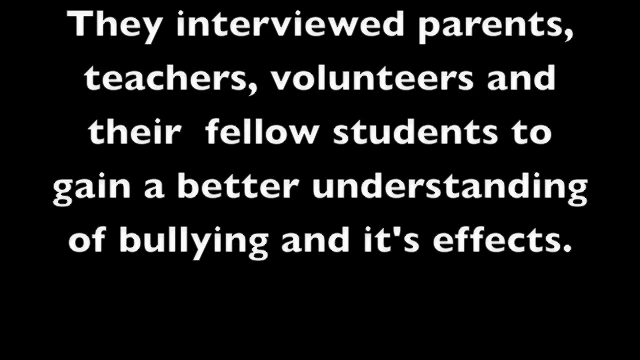 They interviewed parents,
teachers, volunteers and
their  fellow students to
gain a better understanding
of bullying and it's effects.